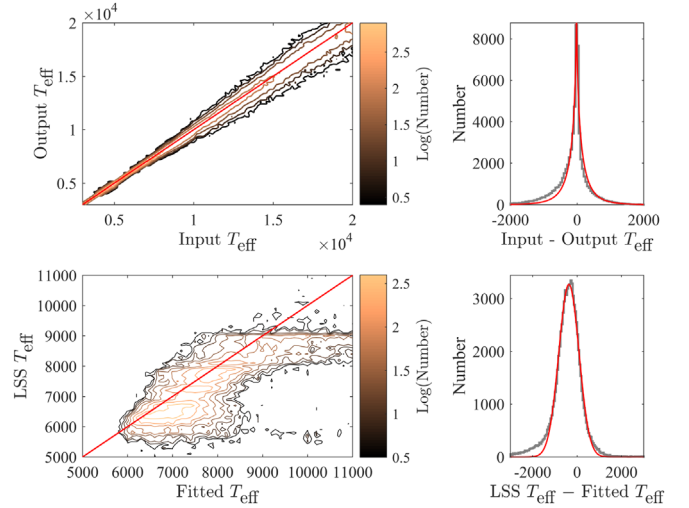 ×10⁴
2
1.5
1
0.5
Output T_eff
0.5 1 1.5 2
Input T_eff
×10⁴
2.5
2
1.5
1
0.5
Log(Number)
8000
6000
4000
2000
0
Number
-2000 0 2000
Input - Output T_eff
11000
10000
9000
8000
7000
6000
5000
LSS T_eff
5000 6000 7000 8000 9000 10000 11000
Fitted T_eff
2.5
2
1.5
1
0.5
Log(Number)
3000
2000
1000
0
Number
-2000 0 2000
LSS T_eff − Fitted T_eff